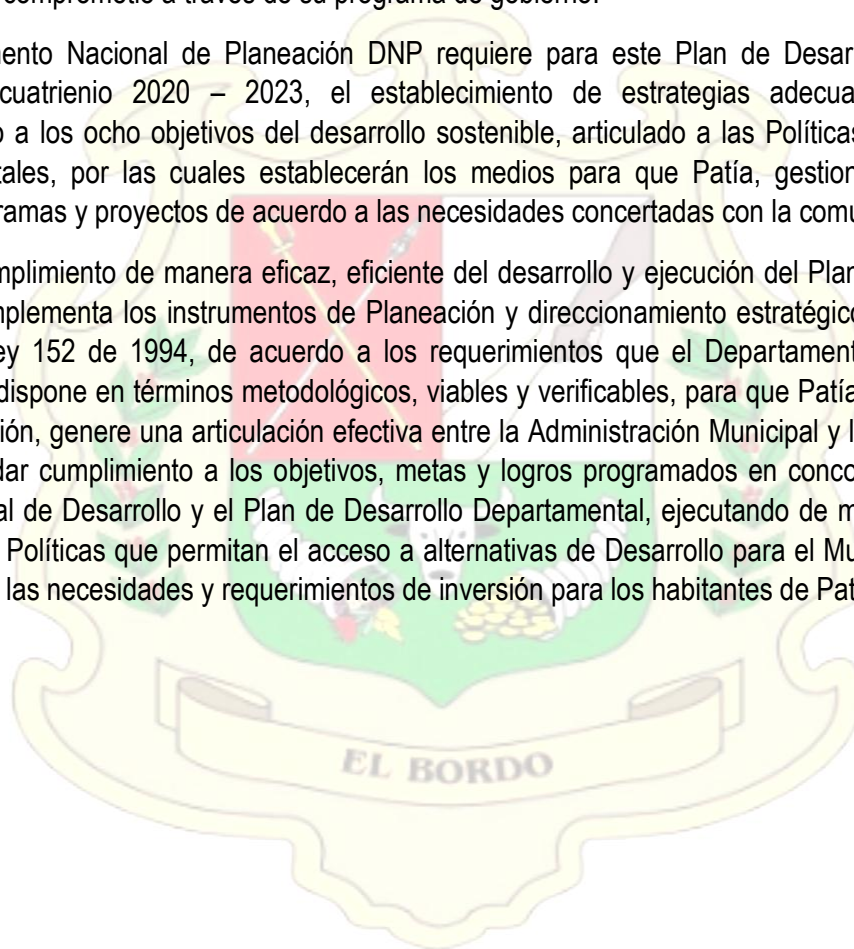 comprometió a través de su programa de gobierno.
ento Nacional de Planeación DNP requiere para este Plan de Desar
cuatrienio 2020 – 2023, el establecimiento de estrategias adecua
o a los ocho objetivos del desarrollo sostenible, articulado a las Políticas
tales, por las cuales establecerán los medios para que Patía, gestion
ramas y proyectos de acuerdo a las necesidades concertadas con la comu
mplimiento de manera eficaz, eficiente del desarrollo y ejecución del Plan
plementa los instrumentos de Planeación y direccionamiento estratégico
ey 152 de 1994, de acuerdo a los requerimientos que el Departament
dispone en términos metodológicos, viables y verificables, para que Patía
ión, genere una articulación efectiva entre la Administración Municipal y l
dar cumplimiento a los objetivos, metas y logros programados en conco
al de Desarrollo y el Plan de Desarrollo Departamental, ejecutando de m
Políticas que permitan el acceso a alternativas de Desarrollo para el Mu
las necesidades y requerimientos de inversión para los habitantes de Pat
EL BORDO